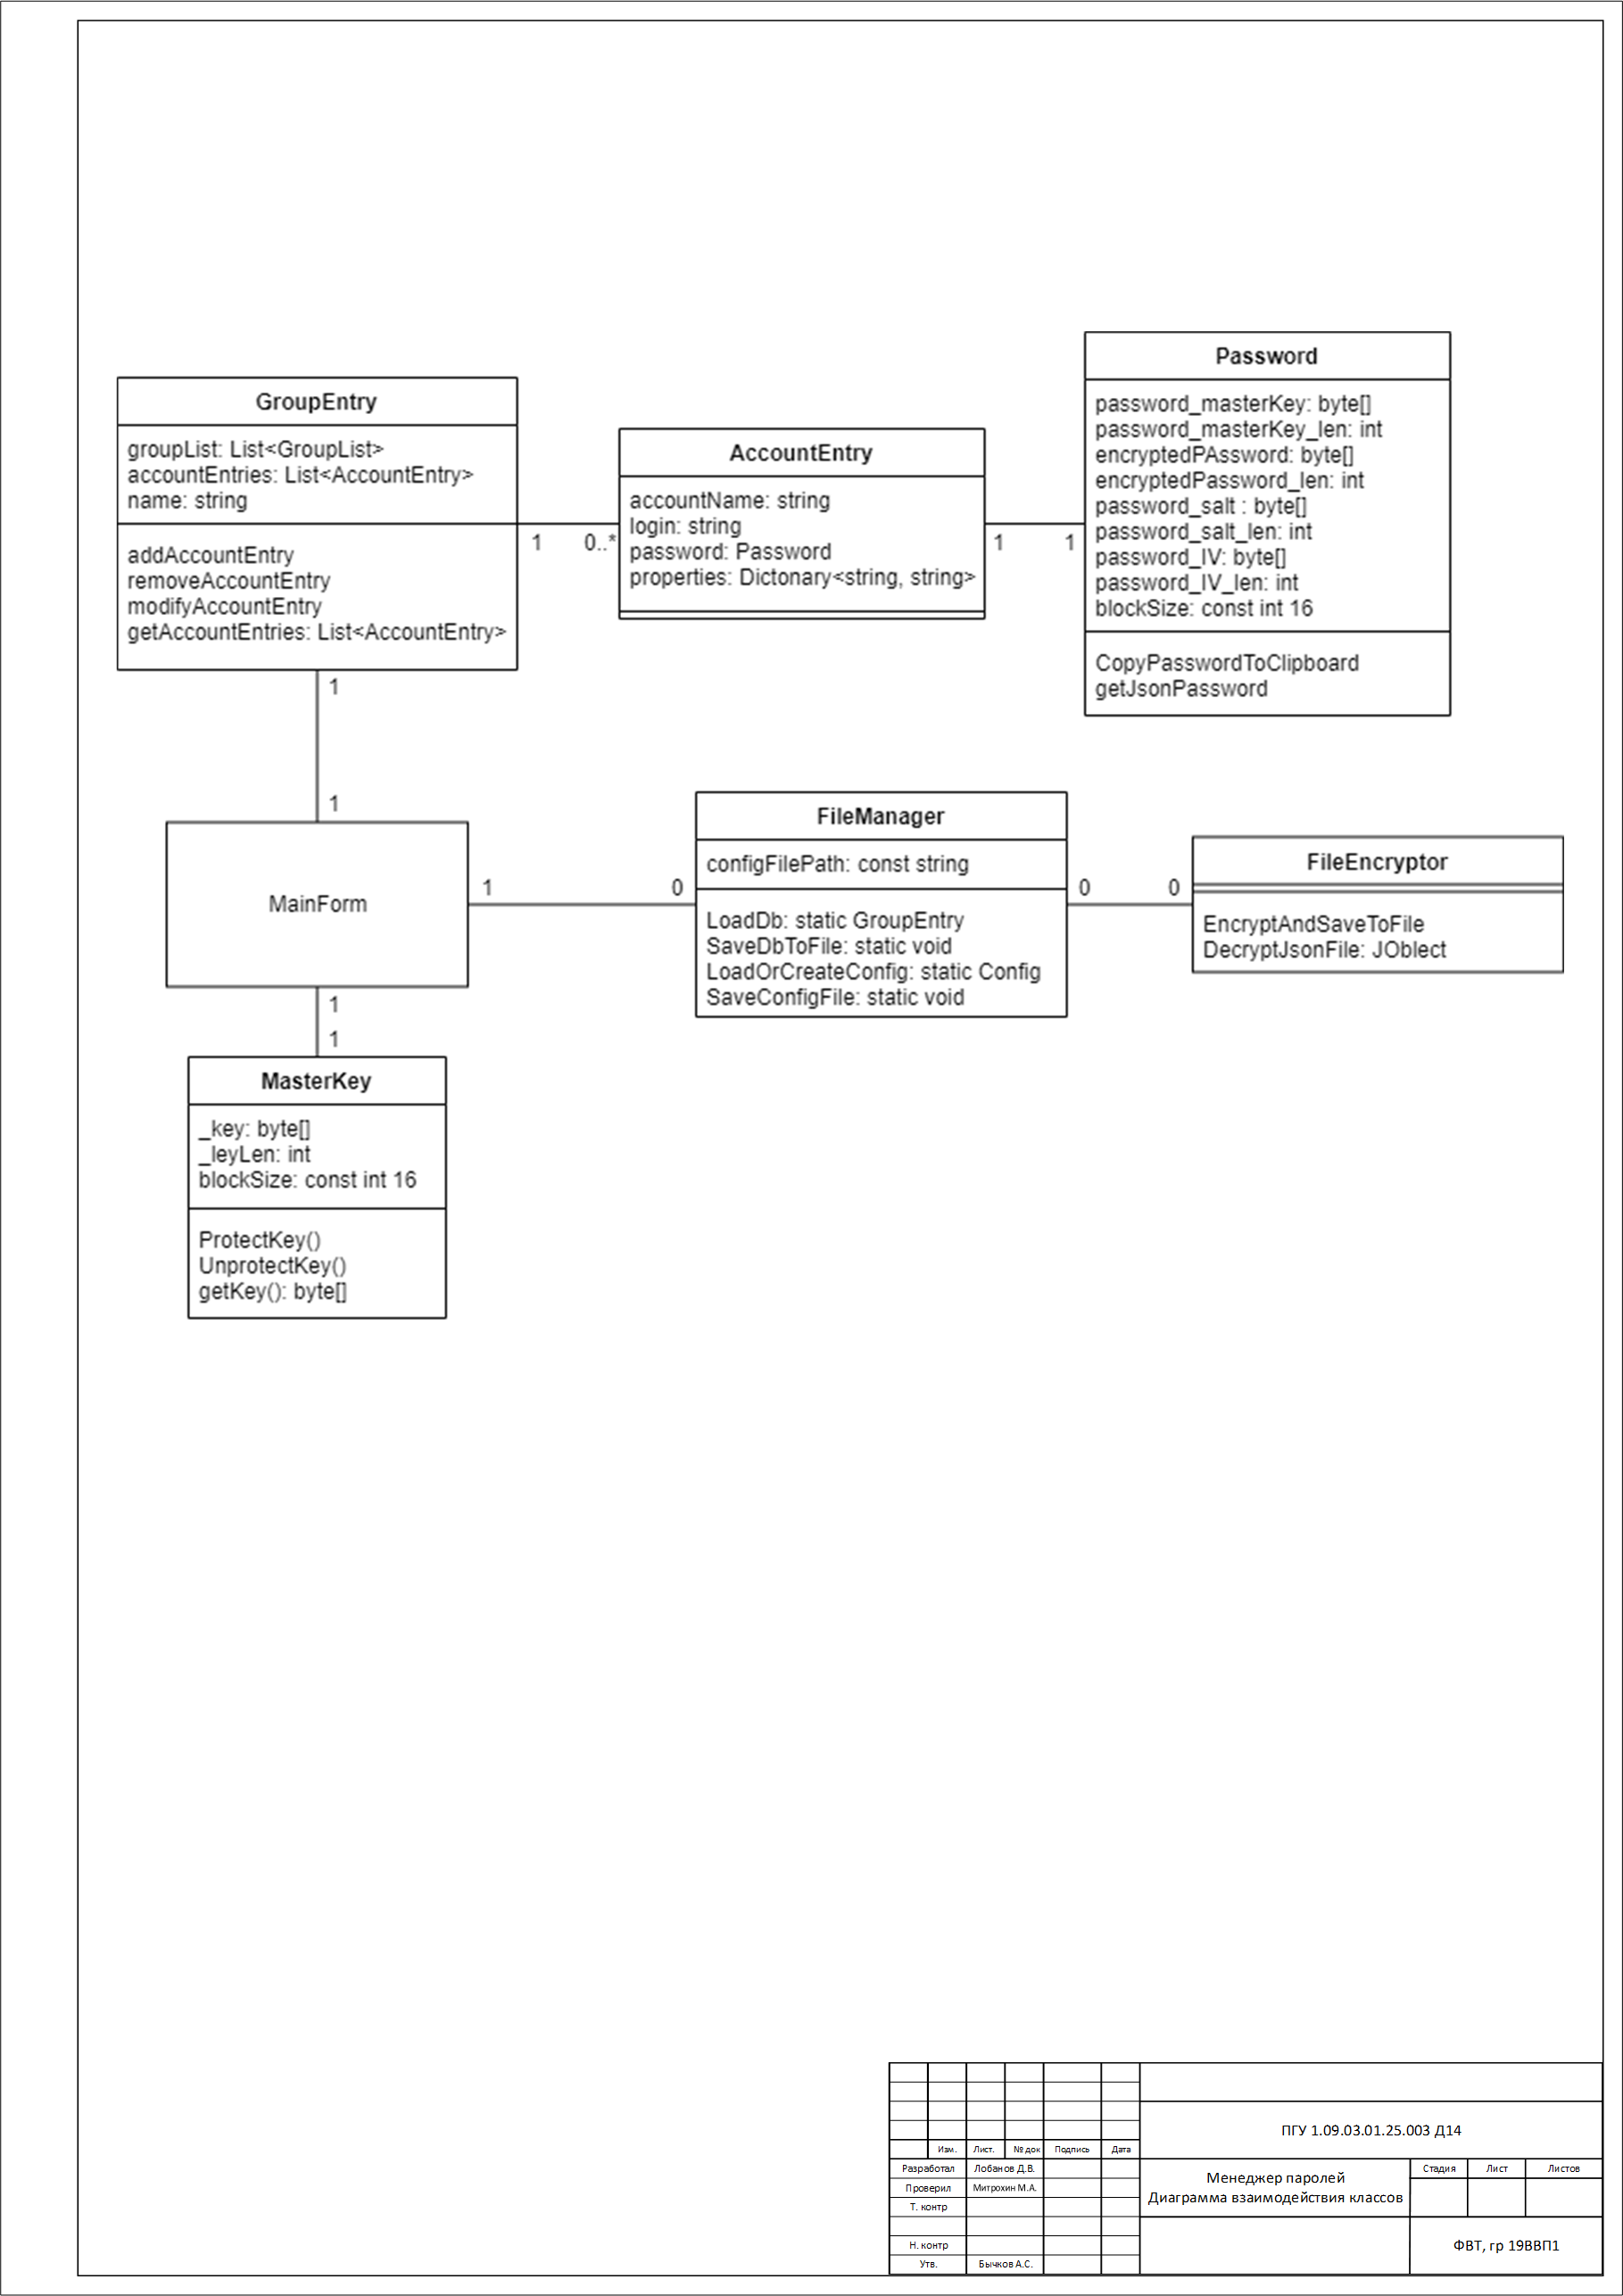 GroupEntry
groupList: List<GroupList>
accountEntries: List<AccountEntry>
name: string
addAccountEntry
removeAccountEntry
modifyAccountEntry
getAccountEntries: List<AccountEntry>
1
0..*
AccountEntry
accountName: string
login: string
password: Password
properties: Dictonary<string, string>
1
1
Password
password_masterKey: byte[]
password_masterKey_len: int
encryptedPAssword: byte[]
encryptedPassword_len: int
password_salt : byte[]
password_salt_len: int
password_IV: byte[]
password_IV_len: int
blockSize: const int 16
CopyPasswordToClipboard
getJsonPassword
1
1
MainForm
1
0
FileManager
configFilePath: const string
LoadDb: static GroupEntry
SaveDbToFile: static void
LoadOrCreateConfig: static Config
SaveConfigFile: static void
0
0
FileEncryptor
EncryptAndSaveToFile
DecryptJsonFile: JOblect
1
1
MasterKey
_key: byte[]
_leyLen: int
blockSize: const int 16
ProtectKey()
UnprotectKey()
getKey(): byte[]
ПГУ 1.09.03.01.25.003 Д14
Изм. Лист. № док Подпись Дата
Разработал Лобанов Д.В.
Проверил Митрохин М.А.
Т. контр
Н. контр
Утв. Бычков А.С.
Менеджер паролей
Диаграмма взаимодействия классов
Стадия Лист Листов
ФВТ, гр 19ВВП1